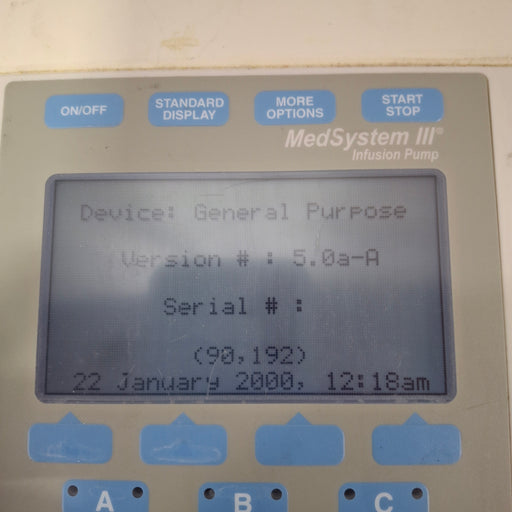 ON/OFF
STANDARD DISPLAY
MORE OPTIONS
START STOP
MedSystem III®
Infusion Pump
Device: General Purpose
Version # : 5.0a-A
Serial # :
(90,192)
22 January 2000, 12:18am
A B C